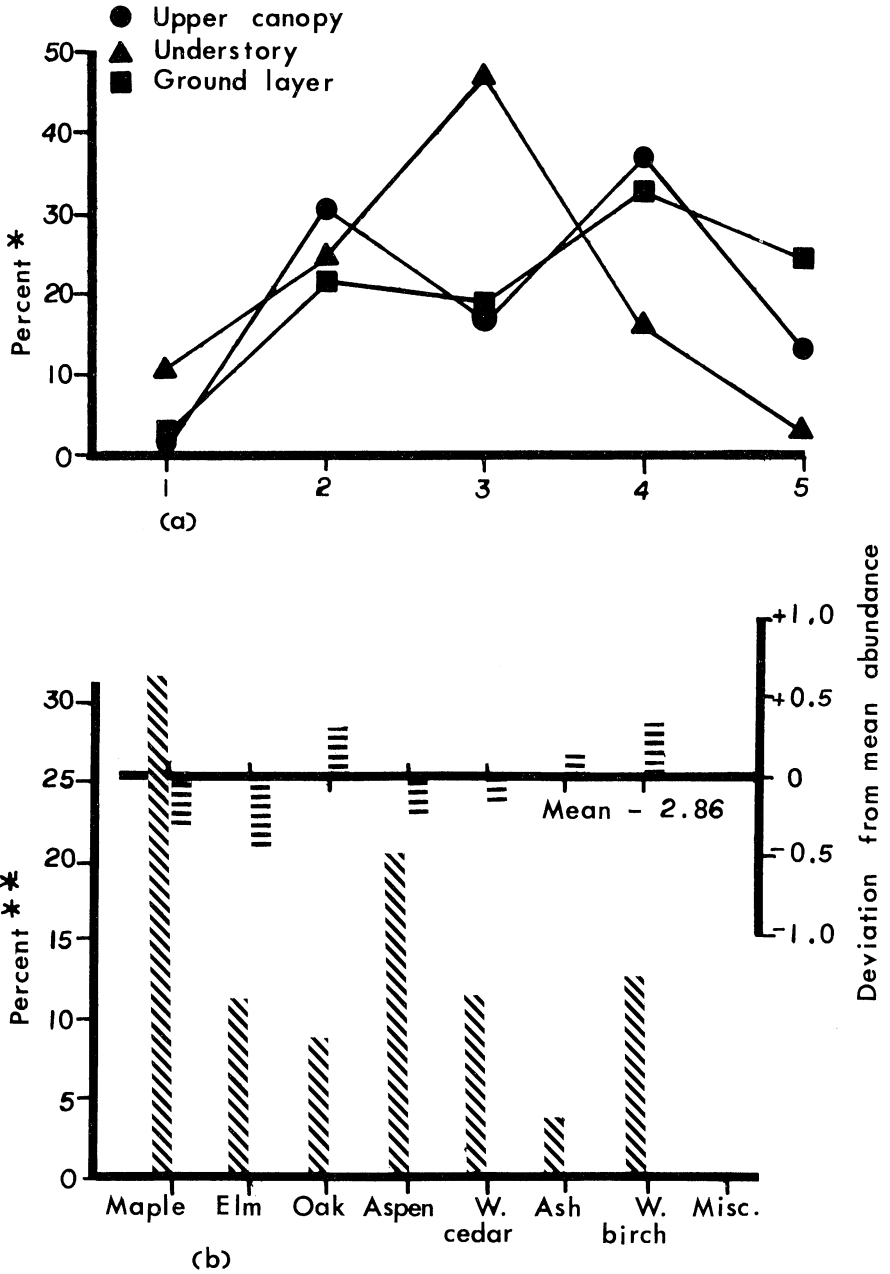 Upper canopy
Understory
Ground layer
50
40
30
20
10
0
Percent *
1 2 3 4 5
(a)
+1.0
+0.5
0
-0.5
-1.0
Deviation from mean abundance
30
25
20
15
10
5
0
Percent **
Mean - 2.86
Maple Elm Oak Aspen W. Ash W. Misc.
cedar birch
(b)